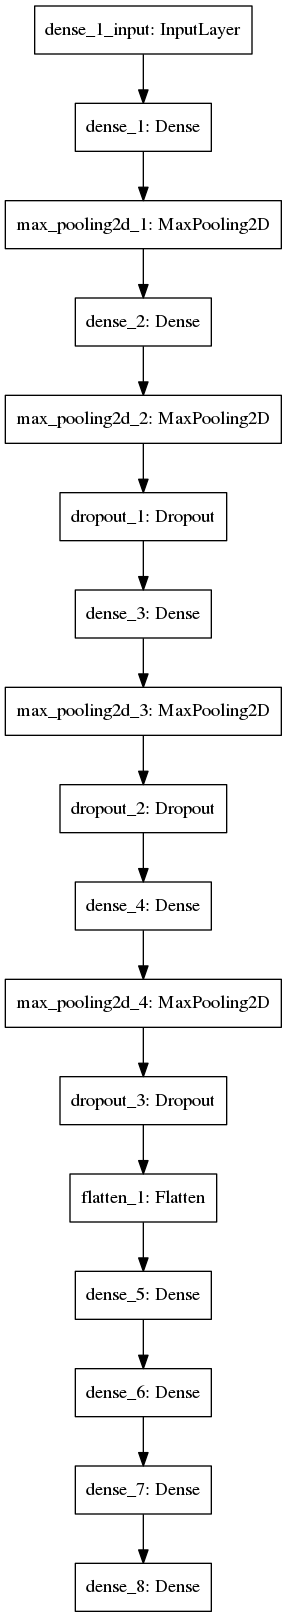 dense_1_input: InputLayer
dense_1: Dense
max_pooling2d_1: MaxPooling2D
dense_2: Dense
max_pooling2d_2: MaxPooling2D
dropout_1: Dropout
dense_3: Dense
max_pooling2d_3: MaxPooling2D
dropout_2: Dropout
dense_4: Dense
max_pooling2d_4: MaxPooling2D
dropout_3: Dropout
flatten_1: Flatten
dense_5: Dense
dense_6: Dense
dense_7: Dense
dense_8: Dense